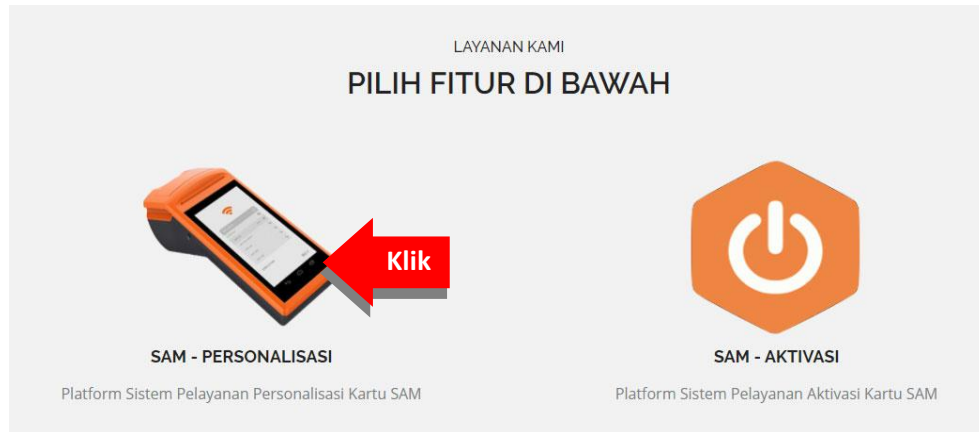 LAYANAN KAMI
PILIH FITUR DI BAWAH
Klik
SAM - PERSONALISASI
Platform Sistem Pelayanan Personalisasi Kartu SAM
SAM - AKTIVASI
Platform Sistem Pelayanan Aktivasi Kartu SAM